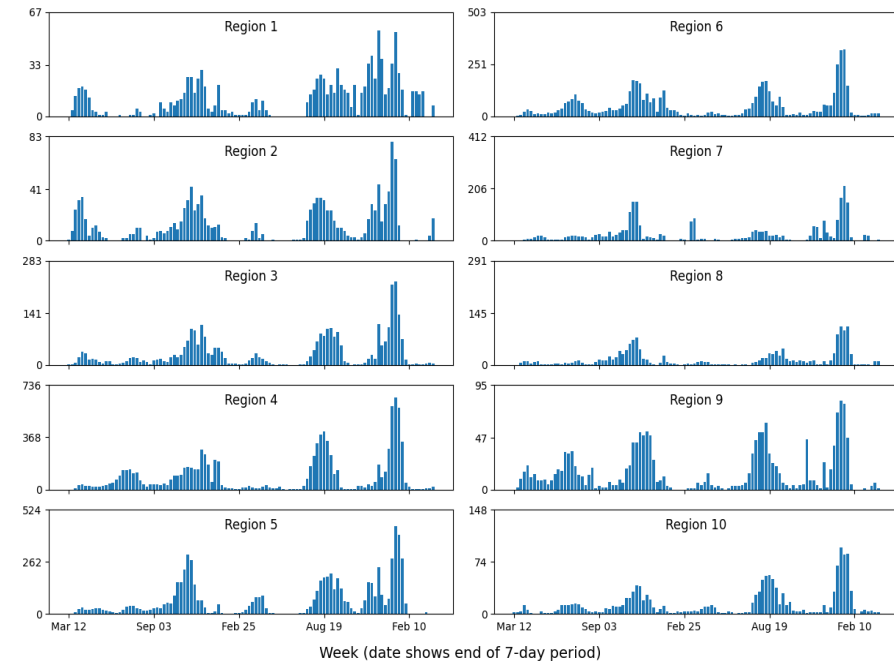 67
33
0
Region 1
503
251
0
Region 6
83
41
0
Region 2
412
206
0
Region 7
283
141
0
Region 3
291
145
0
Region 8
736
368
0
Region 4
95
47
0
Region 9
524
262
0
Region 5
148
74
0
Region 10
Mar 12 Sep 03 Feb 25 Aug 19 Feb 10
Mar 12 Sep 03 Feb 25 Aug 19 Feb 10
Week (date shows end of 7-day period)